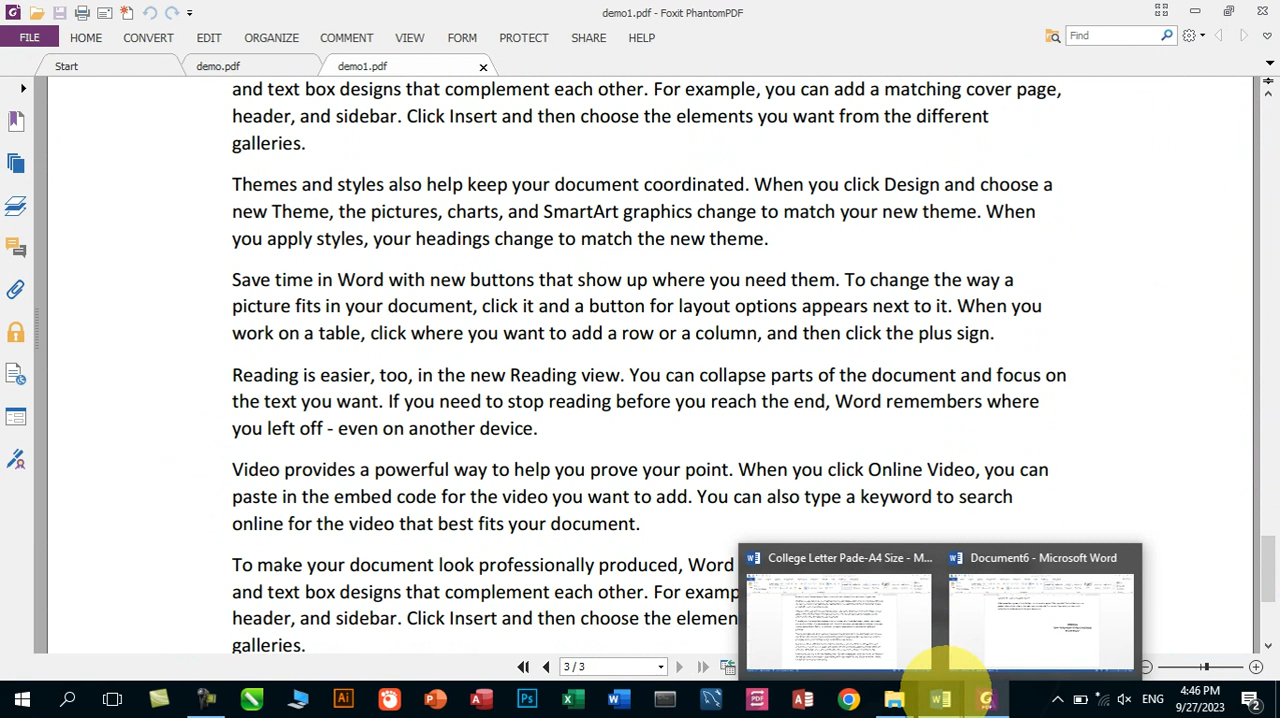 demo1.pdf - Foxit PhantomPDF
FILE HOME CONVERT EDIT ORGANIZE COMMENT VIEW FORM PROTECT SHARE HELP Find
Start demo.pdf demo1.pdf
and text box designs that complement each other. For example, you can add a matching cover page,
header, and sidebar. Click Insert and then choose the elements you want from the different
galleries.
Themes and styles also help keep your document coordinated. When you click Design and choose a
new Theme, the pictures, charts, and SmartArt graphics change to match your new theme. When
you apply styles, your headings change to match the new theme.
Save time in Word with new buttons that show up where you need them. To change the way a
picture fits in your document, click it and a button for layout options appears next to it. When you
work on a table, click where you want to add a row or a column, and then click the plus sign.
Reading is easier, too, in the new Reading view. You can collapse parts of the document and focus on
the text you want. If you need to stop reading before you reach the end, Word remembers where
you left off - even on another device.
Video provides a powerful way to help you prove your point. When you click Online Video, you can
paste in the embed code for the video you want to add. You can also type a keyword to search
online for the video that best fits your document.
To make your document look professionally produced, Word
and text box designs that complement each other. For examp
header, and sidebar. Click Insert and then choose the elemen
galleries.
College Letter Pade-A4 Size - M... Document6 - Microsoft Word
3 / 3
ENG 4:46 PM
9/27/2023
2